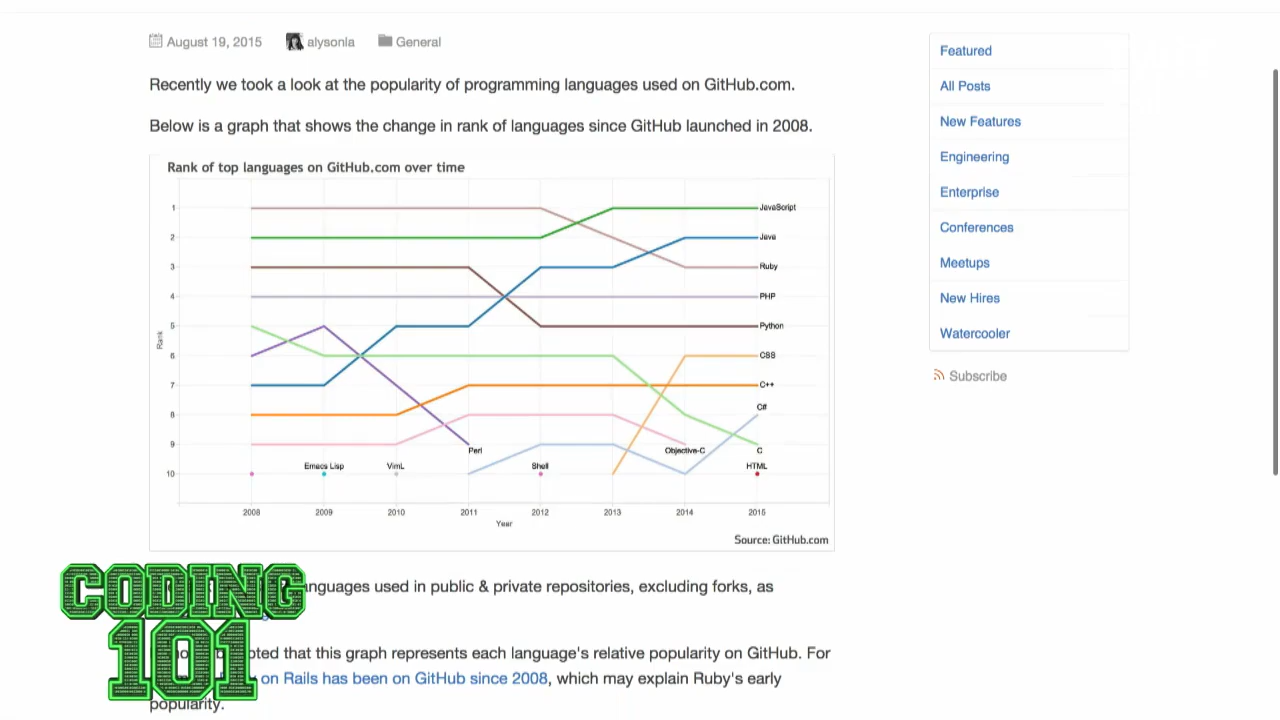 August 19, 2015 alysonla General
Recently we took a look at the popularity of programming languages used on GitHub.com.
Below is a graph that shows the change in rank of languages since GitHub launched in 2008.
Rank of top languages on GitHub.com over time
1
2
3
4
5
6
7
8
9
10
Rank
JavaScript
Java
Ruby
PHP
Python
CSS
C++
C#
Perl
Objective-C
C
Emacs Lisp
VimL
Shell
HTML
2008 2009 2010 2011 2012 2013 2014 2015
Year
Source: GitHub.com
languages used in public & private repositories, excluding forks, as
that this graph represents each language's relative popularity on GitHub. For
on Rails has been on GitHub since 2008, which may explain Ruby's early
popularity.
CODING
101
Featured
All Posts
New Features
Engineering
Enterprise
Conferences
Meetups
New Hires
Watercooler
Subscribe